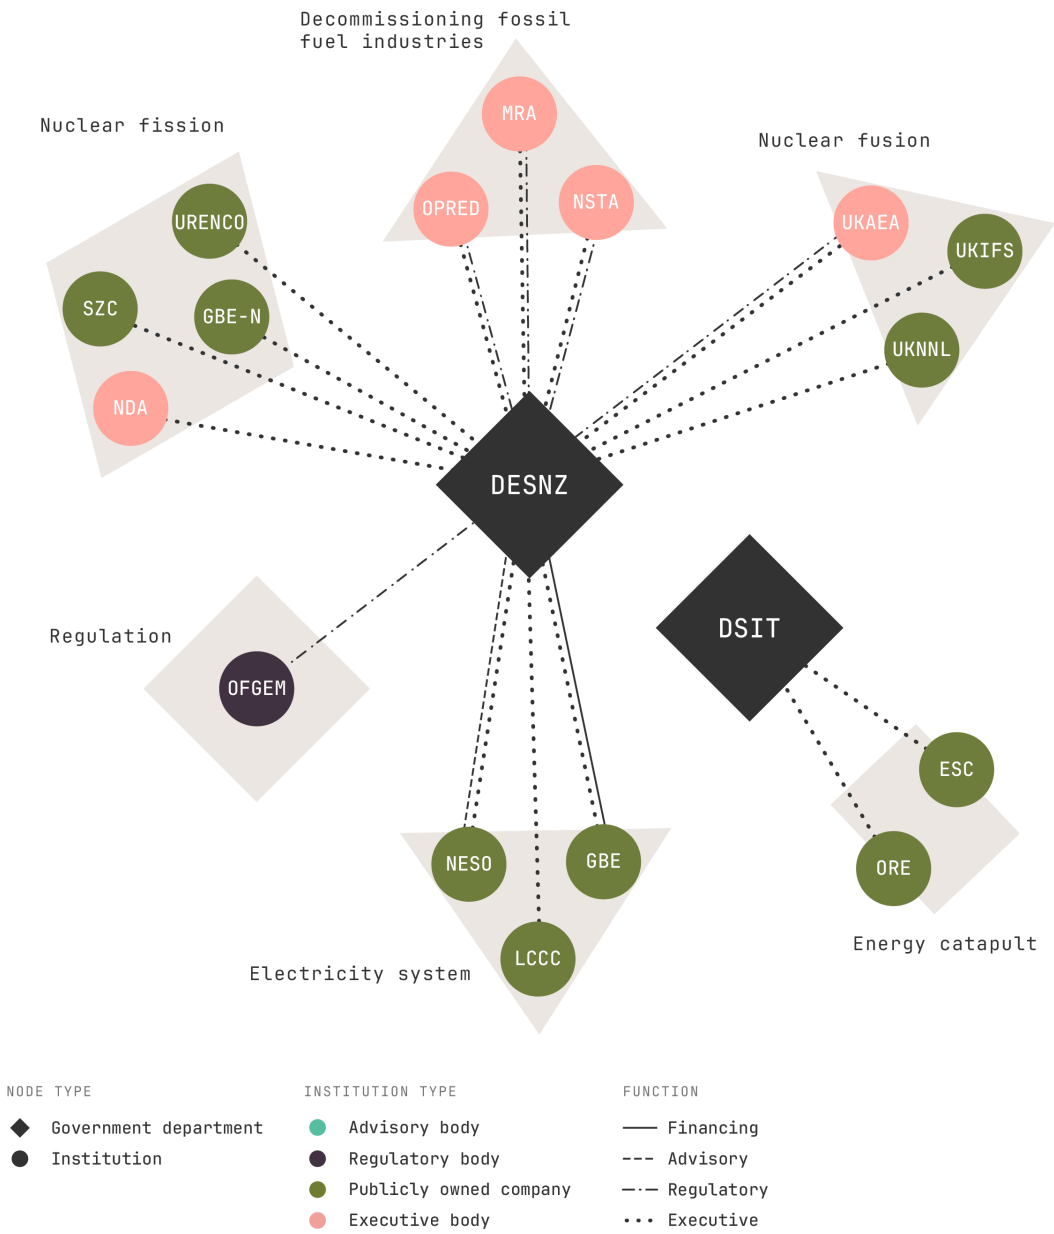 Decommissioning fossil
fuel industries
MRA
Nuclear fission
Nuclear fusion
OPRED
NSTA
URENCO
UKAEA
UKIFS
SZC
GBE-N
UKNNL
NDA
DESNZ
DSIT
Regulation
OFGEM
ESC
NESO
GBE
ORE
Energy catapult
LCCC
Electricity system
NODE TYPE
Government department
Institution
INSTITUTION TYPE
Advisory body
Regulatory body
Publicly owned company
Executive body
FUNCTION
Financing
Advisory
Regulatory
Executive